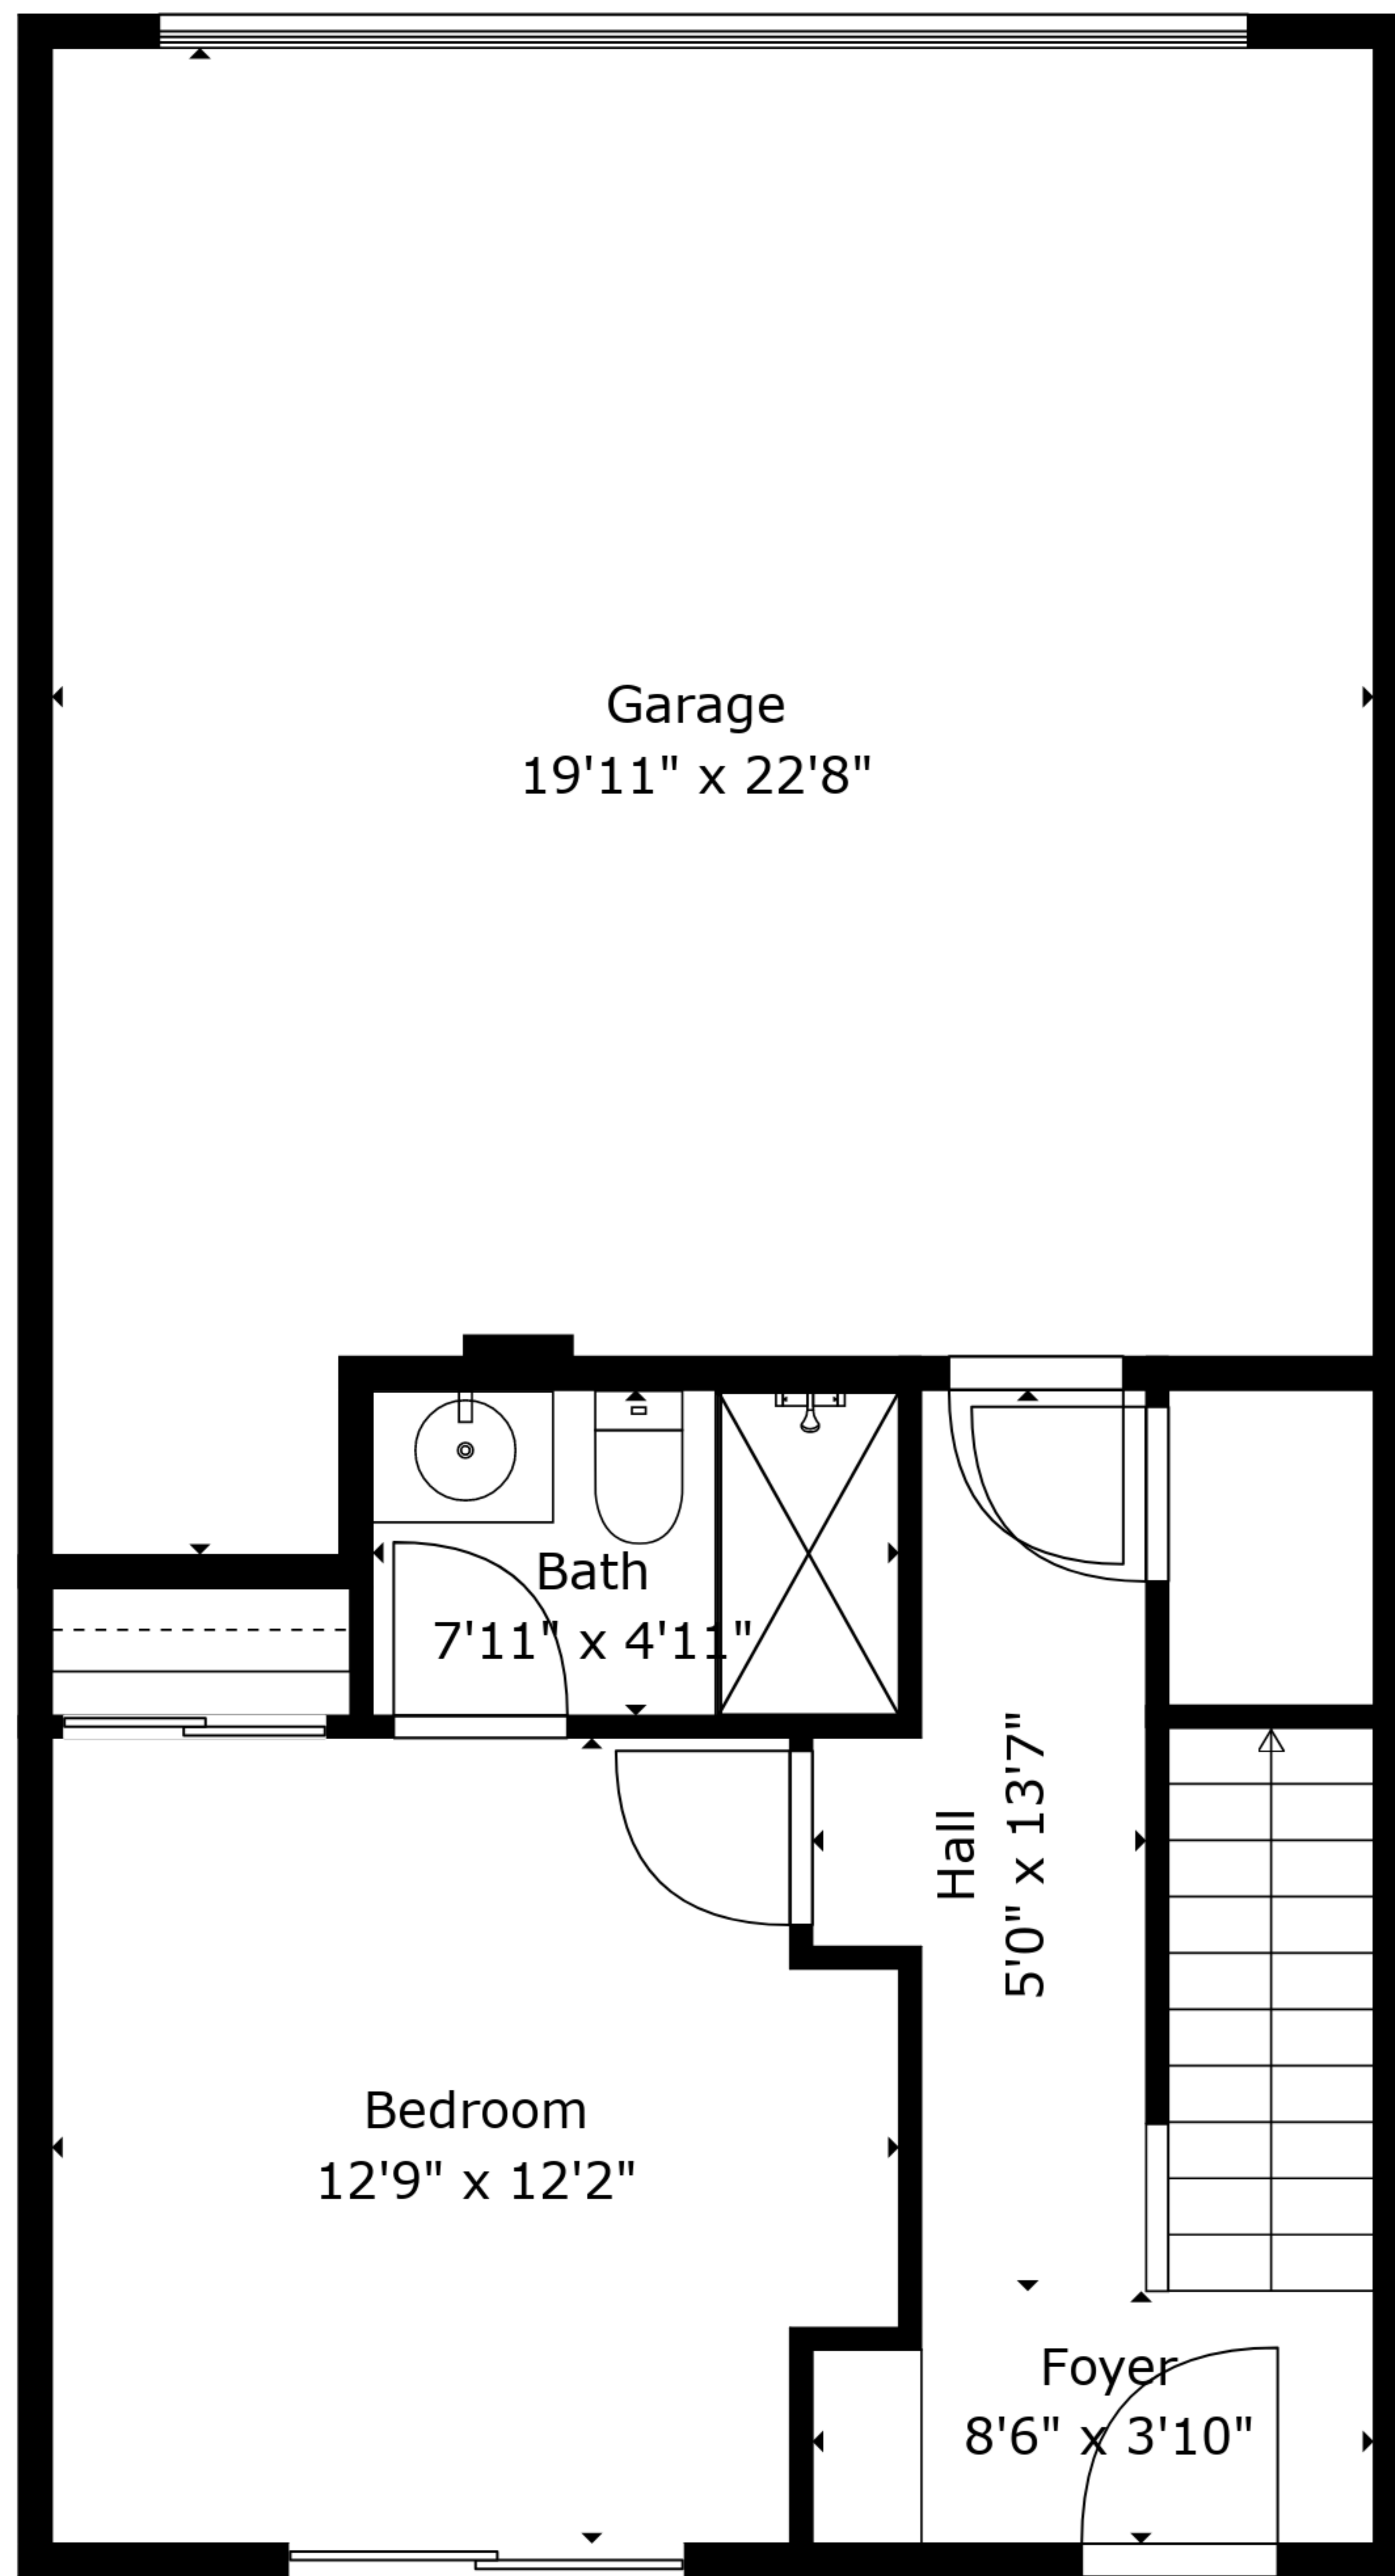 Garage
19'11" x 22'8"
Bath
7'11" x 4'11"
Hall
5'0" x 13'7"
Bedroom
12'9" x 12'2"
Foyer
8'6" x 3'10"